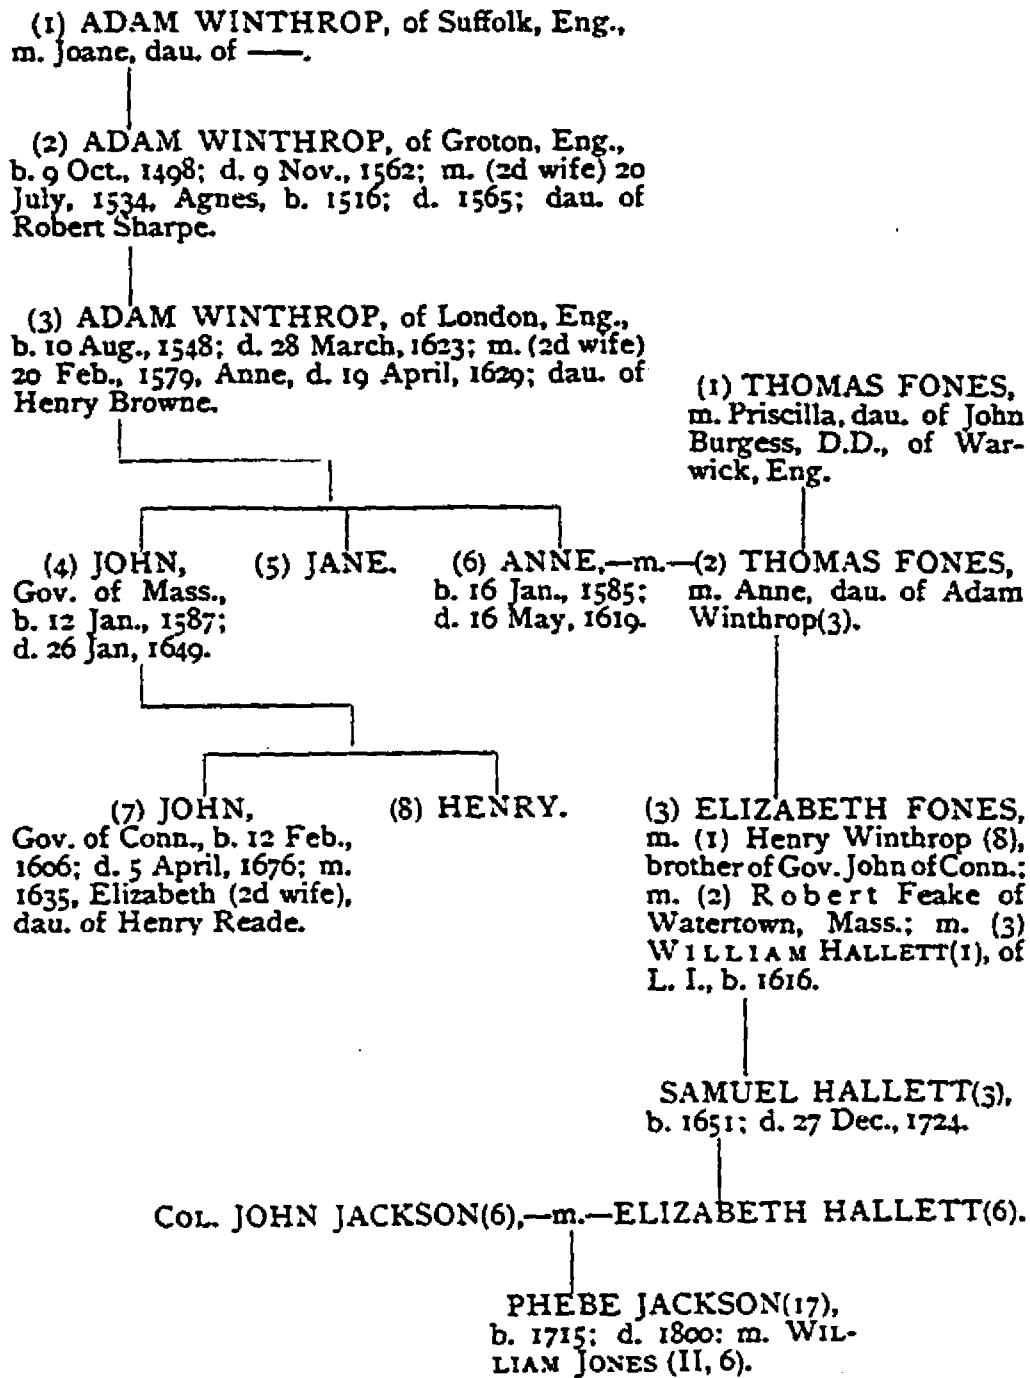 (1) ADAM WINTHROP, of Suffolk, Eng.,
m. Joane, dau. of ——.
(2) ADAM WINTHROP, of Groton, Eng.,
b. 9 Oct., 1498; d. 9 Nov., 1562; m. (2d wife) 20
July, 1534, Agnes, b. 1516; d. 1565; dau. of
Robert Sharpe.
(3) ADAM WINTHROP, of London, Eng.,
b. 10 Aug., 1548; d. 28 March, 1623; m. (2d wife)
20 Feb., 1579, Anne, d. 19 April, 1629; dau. of
Henry Browne.
(1) THOMAS FONES,
m. Priscilla, dau. of John
Burgess, D.D., of War-
wick, Eng.
(4) JOHN,
Gov. of Mass.,
b. 12 Jan., 1587;
d. 26 Jan, 1649.
(5) JANE.
(6) ANNE,—m.—(2) THOMAS FONES,
b. 16 Jan., 1585;
d. 16 May, 1619.
m. Anne, dau. of Adam
Winthrop(3).
(7) JOHN,
Gov. of Conn., b. 12 Feb.,
1606; d. 5 April, 1676; m.
1635, Elizabeth (2d wife),
dau. of Henry Reade.
(8) HENRY.
(3) ELIZABETH FONES,
m. (1) Henry Winthrop (8),
brother of Gov. John of Conn.;
m. (2) Robert Feake of
Watertown, Mass.; m. (3)
WILLIAM HALLETT(1), of
L. I., b. 1616.
SAMUEL HALLETT(3),
b. 1651; d. 27 Dec., 1724.
COL. JOHN JACKSON(6),—m.—ELIZABETH HALLETT(6).
PHEBE JACKSON(17),
b. 1715; d. 1800; m. WIL-
LIAM JONES (II, 6).